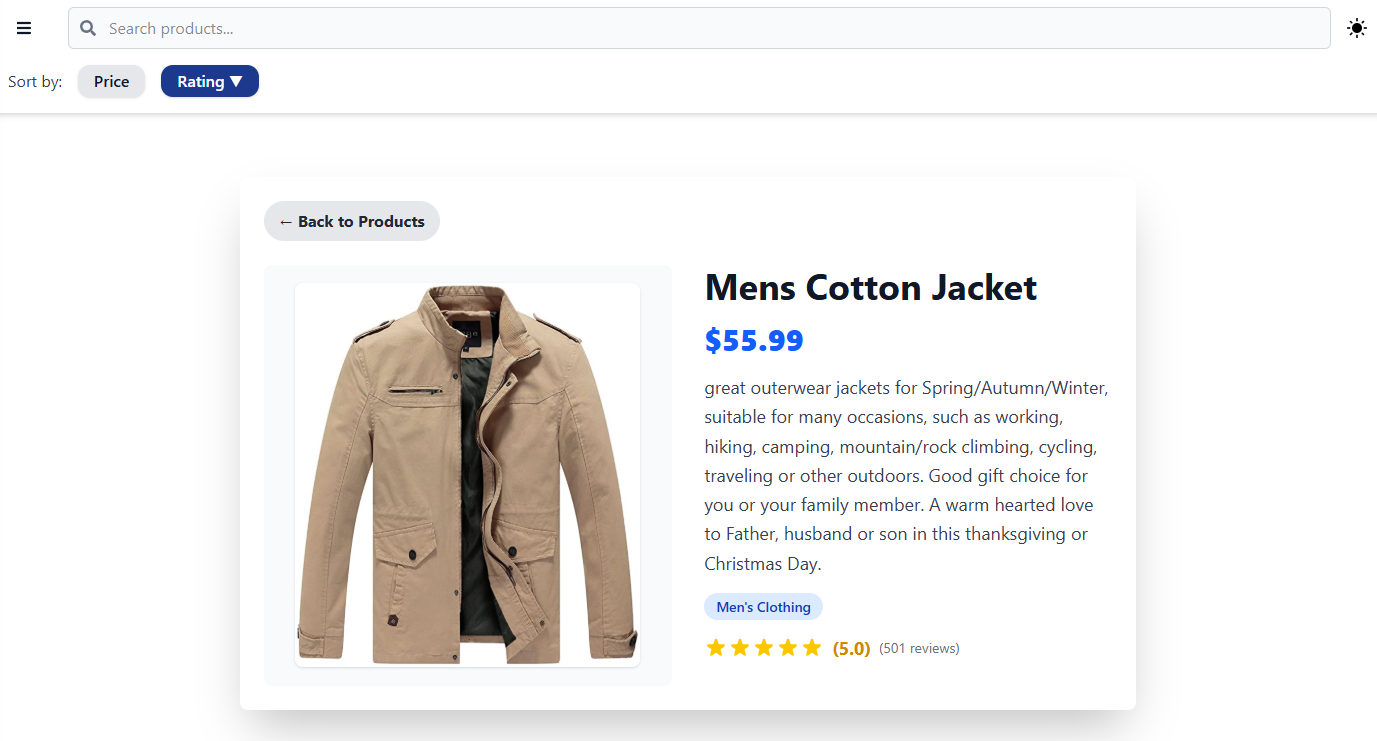 Search products...
Sort by: Price Rating ▼
← Back to Products
Mens Cotton Jacket
$55.99
great outerwear jackets for Spring/Autumn/Winter,
suitable for many occasions, such as working,
hiking, camping, mountain/rock climbing, cycling,
traveling or other outdoors. Good gift choice for
you or your family member. A warm hearted love
to Father, husband or son in this thanksgiving or
Christmas Day.
Men's Clothing
(5.0) (501 reviews)